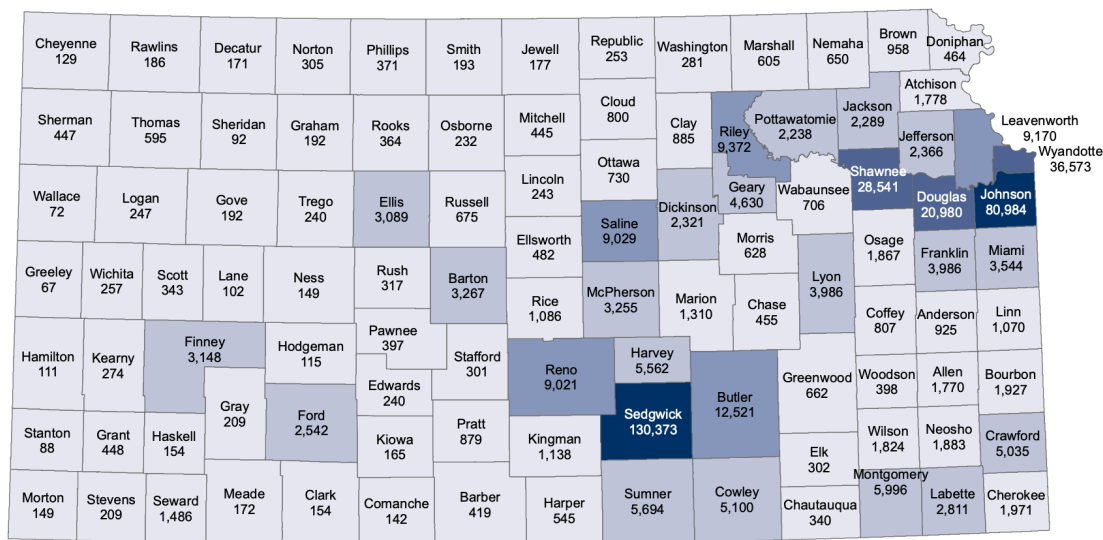 Cheyenne
129
Rawlins
186
Decatur
171
Norton
305
Phillips
371
Smith
193
Jewell
177
Republic
253
Washington
281
Marshall
605
Nemaha
650
Brown
958
Doniphan
464
Atchison
1,778
Sherman
447
Thomas
595
Sheridan
92
Graham
192
Rooks
364
Osborne
232
Mitchell
445
Cloud
800
Clay
885
Riley
9,372
Pottawatomie
2,238
Jackson
2,289
Jefferson
2,366
Leavenworth
9,170
Wyandotte
36,573
Ottawa
730
Lincoln
243
Wallace
72
Logan
247
Gove
192
Trego
240
Ellis
3,089
Russell
675
Saline
9,029
Dickinson
2,321
Geary
4,630
Wabaunsee
706
Shawnee
28,541
Douglas
20,980
Johnson
80,984
Ellsworth
482
Morris
628
Osage
1,867
Franklin
3,986
Miami
3,544
Greeley
67
Wichita
257
Scott
343
Lane
102
Ness
149
Rush
317
Barton
3,267
Rice
1,086
McPherson
3,255
Marion
1,310
Chase
455
Lyon
3,986
Coffey
807
Anderson
925
Linn
1,070
Hamilton
111
Kearny
274
Finney
3,148
Hodgeman
115
Pawnee
397
Stafford
301
Edwards
240
Reno
9,021
Harvey
5,562
Sedgwick
130,373
Butler
12,521
Greenwood
662
Woodson
398
Allen
1,770
Bourbon
1,927
Gray
209
Ford
2,542
Stanton
88
Grant
448
Haskell
154
Kiowa
165
Pratt
879
Kingman
1,138
Elk
302
Wilson
1,824
Neosho
1,883
Crawford
5,035
Morton
149
Stevens
209
Seward
1,486
Meade
172
Clark
154
Comanche
142
Barber
419
Harper
545
Sumner
5,694
Cowley
5,100
Chautauqua
340
Montgomery
5,996
Labette
2,811
Cherokee
1,971